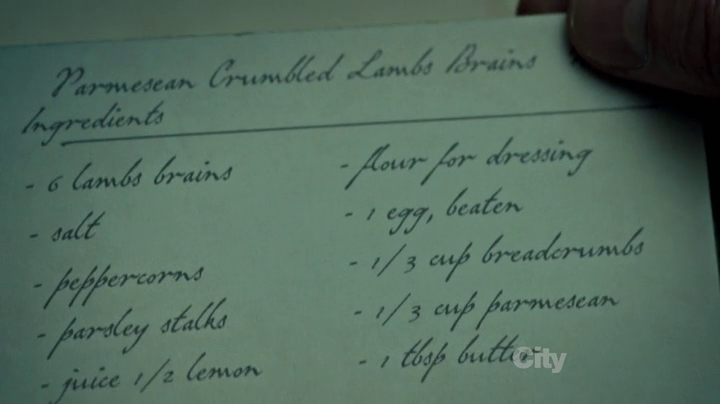 Parmesean Crumbled Lambs Brains
Ingredients
- 6 lambs brains
- salt
- peppercorns
- parsley stalks
- juice 1/2 lemon
- flour for dressing
- 1 egg, beaten
- 1/3 cup breadcrumbs
- 1/3 cup parmesean
- 1 tbsp butter
City